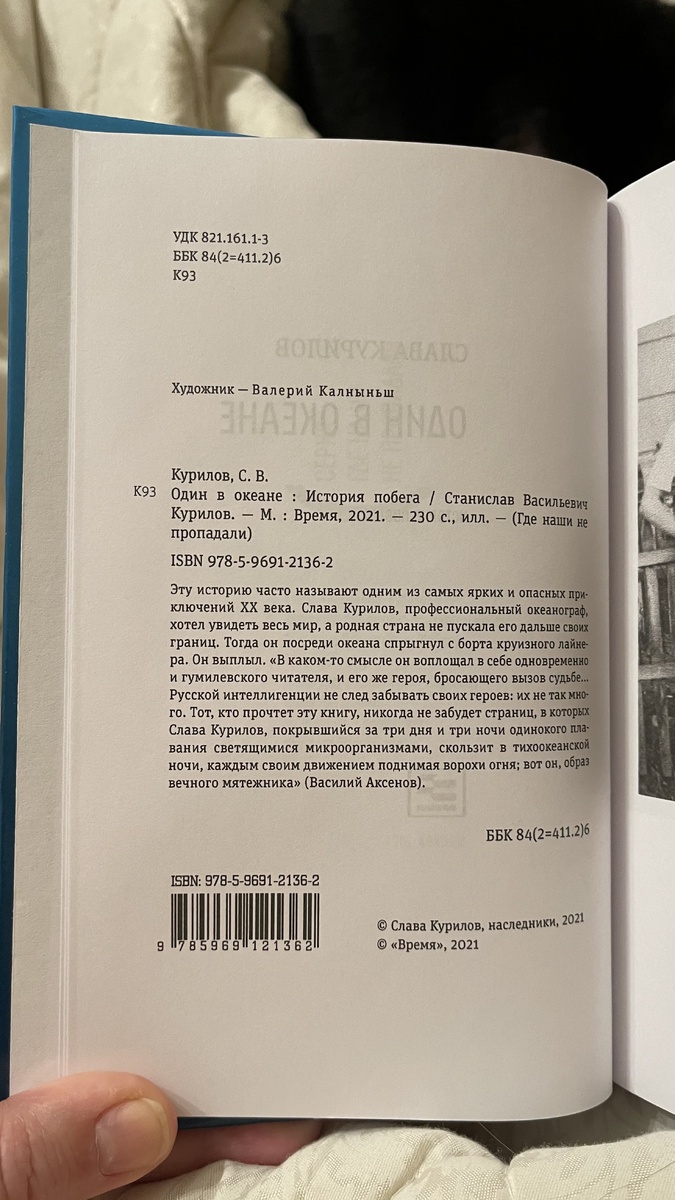 УДК 821.161.1-3
ББК 84(2=411.2)6
К93
Художник — Валерий Калныньш
Курилов, С. В.
К93 Один в океане : История побега / Станислав Васильевич
Курилов. — М. : Время, 2021. — 230 с., илл. — (Где наши не
пропадали)
ISBN 978-5-9691-2136-2
Эту историю часто называют одним из самых ярких и опасных при-
ключений XX века. Слава Курилов, профессиональный океанограф,
хотел увидеть весь мир, а родная страна не пускала его дальше своих
границ. Тогда он посреди океана спрыгнул с борта круизного лайне-
ра. Он выплыл. «В каком-то смысле он воплощал в себе одновременно
и гумилевского читателя, и его же героя, бросающего вызов судьбе...
Русской интеллигенции не след забывать своих героев: их не так мно-
го. Тот, кто прочтет эту книгу, никогда не забудет страниц, в которых
Слава Курилов, покрывшийся за три дня и три ночи одинокого пла-
вания светящимися микроорганизмами, скользит в тихоокеанской
ночи, каждым своим движением поднимая ворохи огня; вот он, образ
вечного мятежника» (Василий Аксенов).
ББК 84(2=411.2)6
ISBN: 978-5-9691-2136-2
9 785969 121362
© Слава Курилов, наследники, 2021
© «Время», 2021
СЛАВА КУРИЛОВ
ОДИН В ОКЕАНЕ